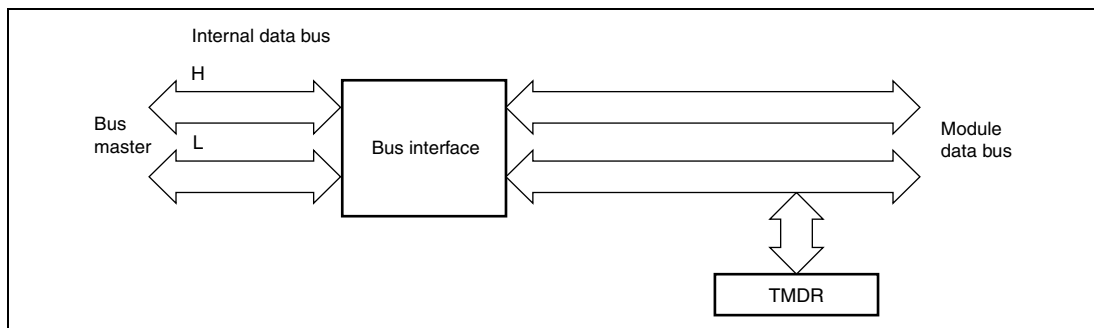 Internal data bus
H
Bus
master
L
Bus interface
Module
data bus
TMDR